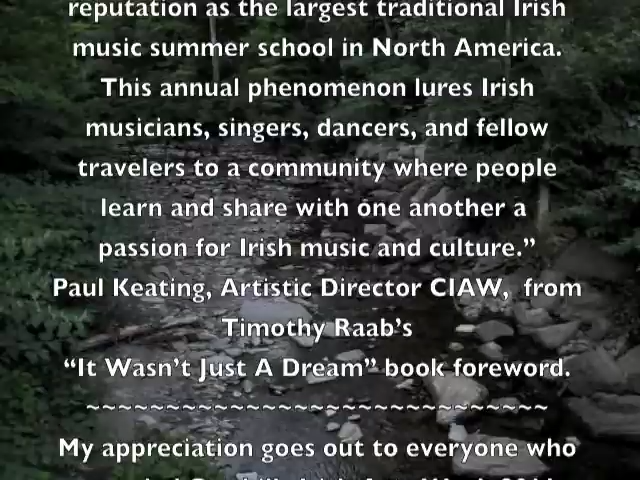 reputation as the largest traditional Irish
music summer school in North America.
This annual phenomenon lures Irish
musicians, singers, dancers, and fellow
travelers to a community where people
learn and share with one another a
passion for Irish music and culture.”
Paul Keating, Artistic Director CIAW, from
Timothy Raab’s
“It Wasn’t Just A Dream” book foreword.
~~~~~~~~~~~~~~~~~~~~~~~~~~~~~
My appreciation goes out to everyone who